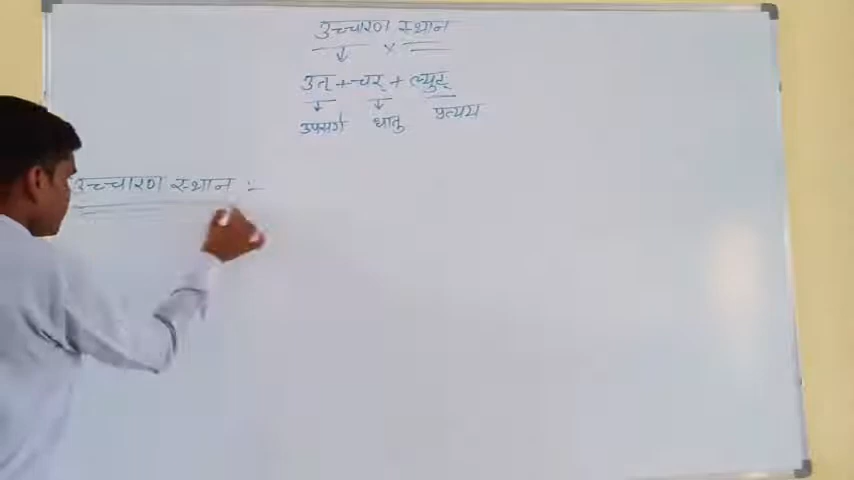 उच्चारण स्थान
↓ ×
उत् + चर् + ल्युट्
↓ ↓
उपसर्ग धातु प्रत्यय
उच्चारण स्थान :-